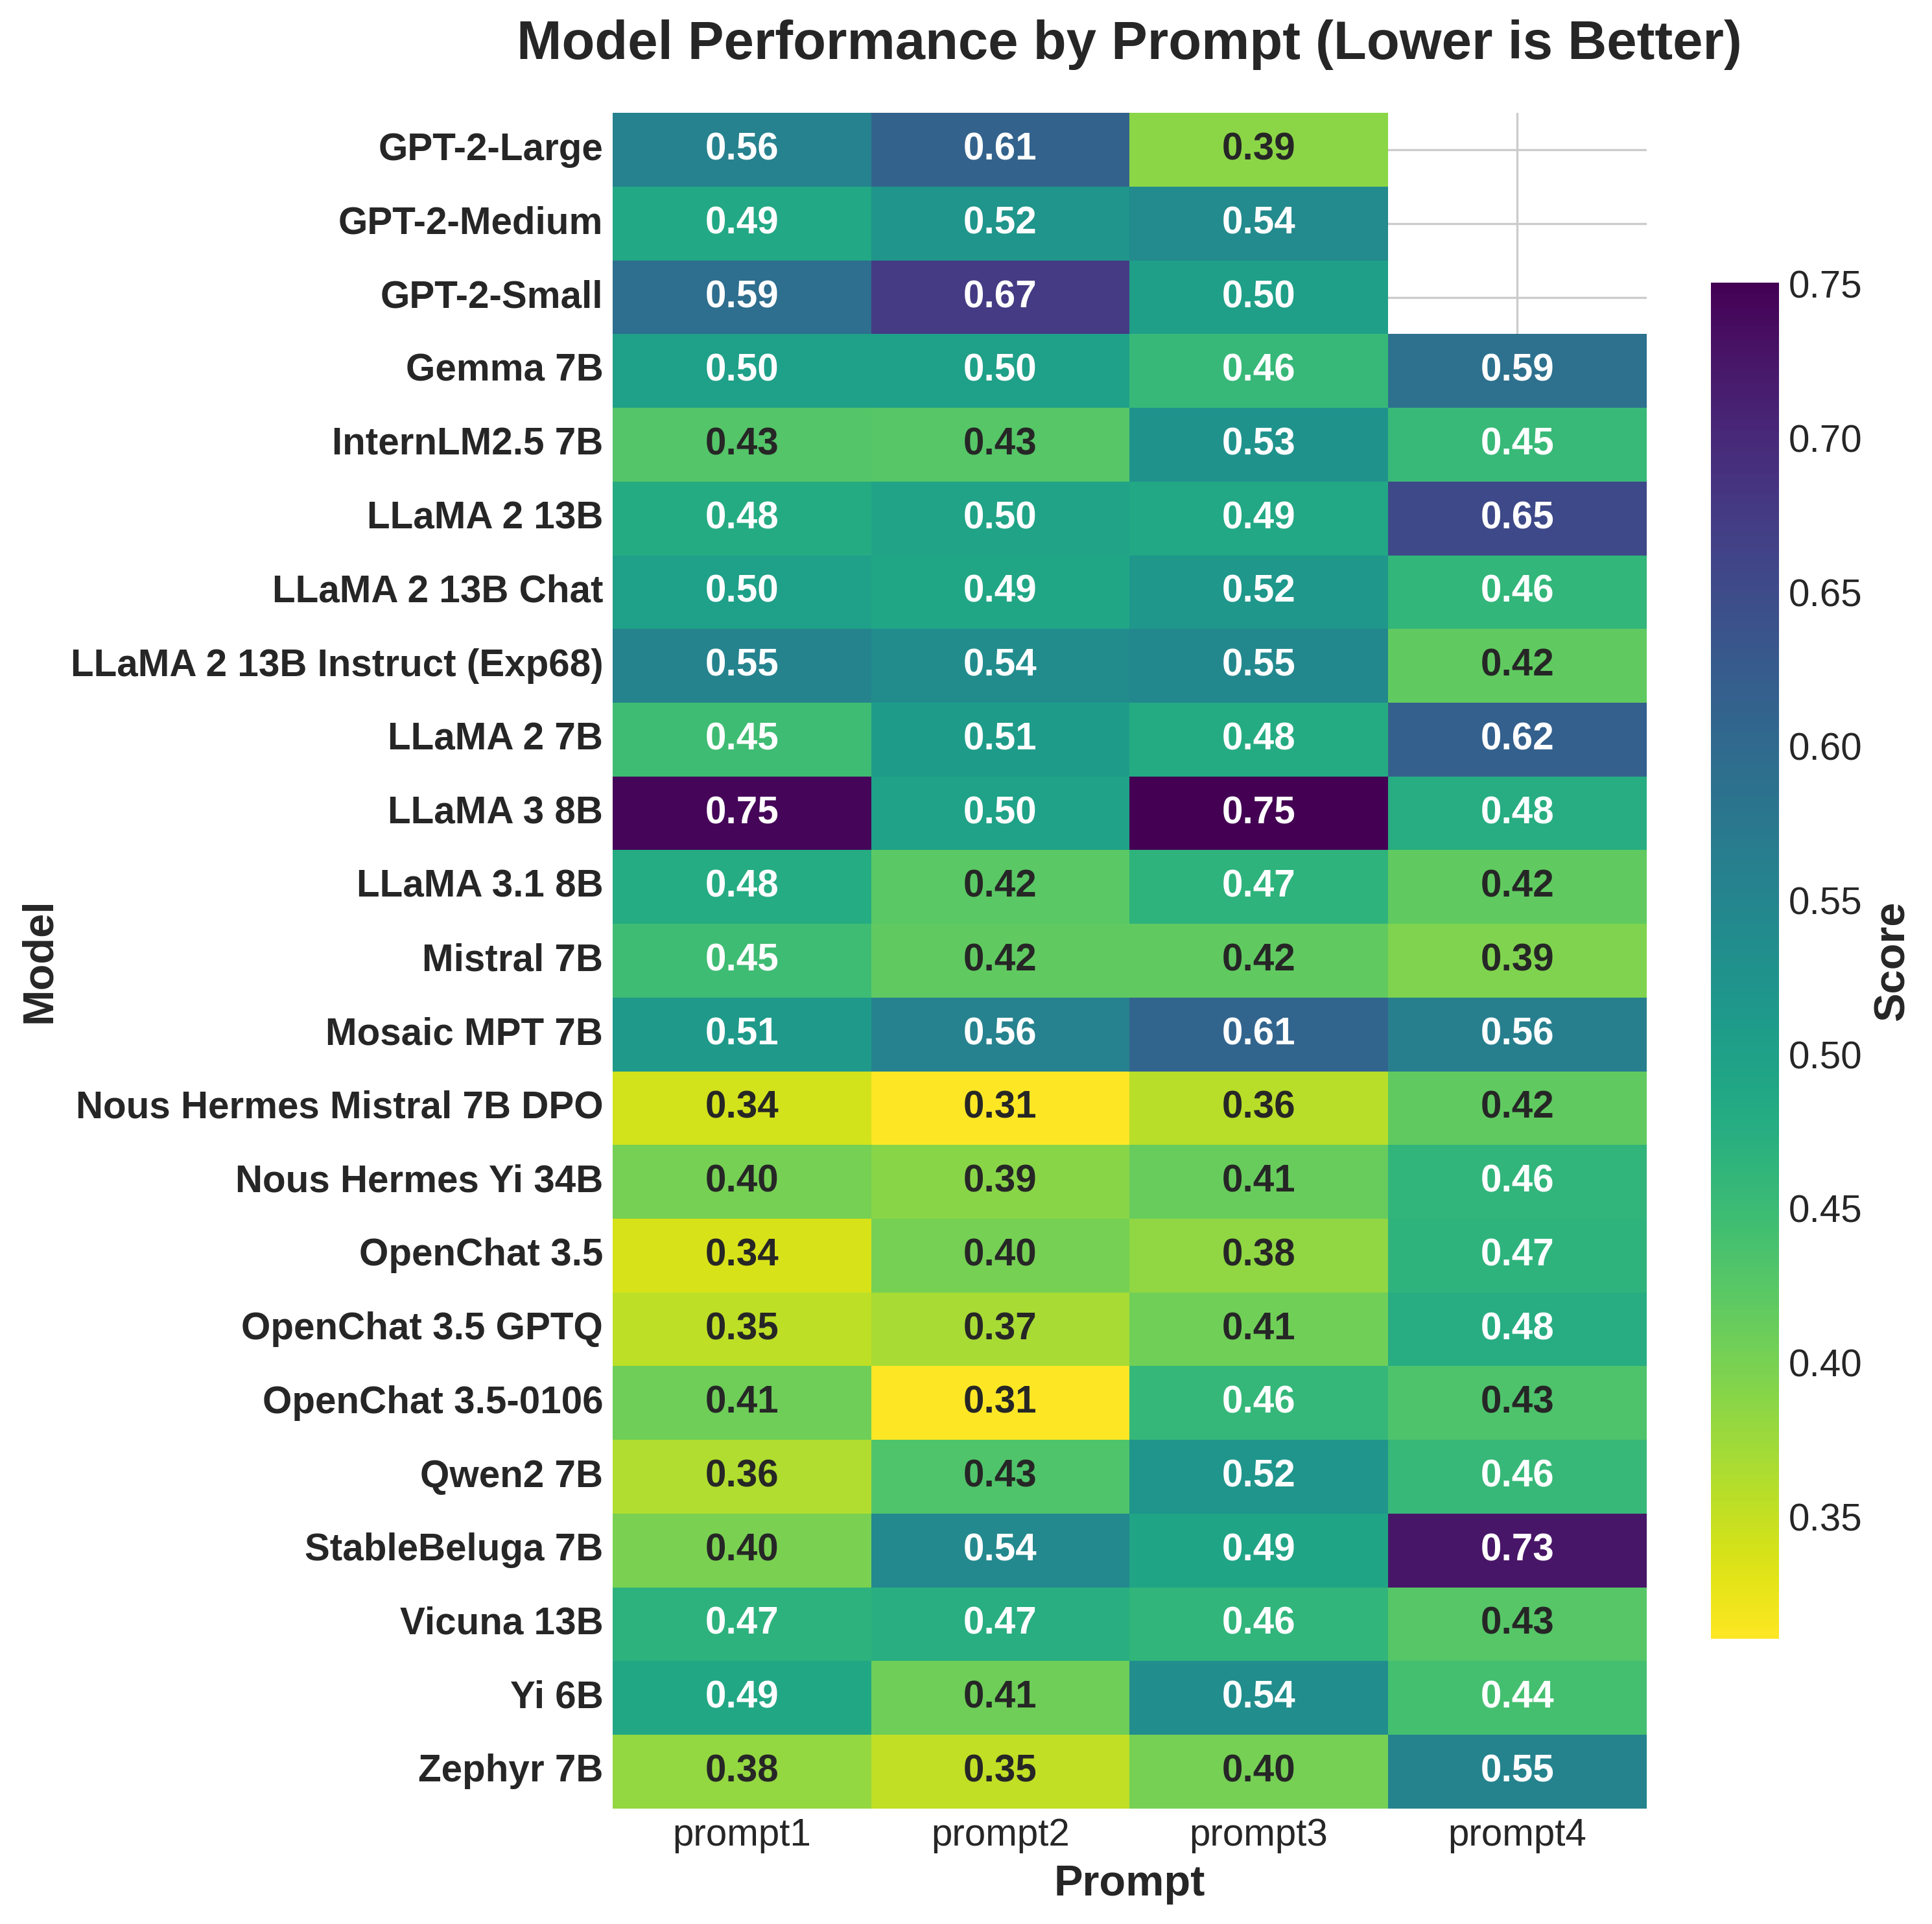 Model Performance by Prompt (Lower is Better)
GPT-2-Large 0.56 0.61 0.39
GPT-2-Medium 0.49 0.52 0.54
GPT-2-Small 0.59 0.67 0.50
Gemma 7B 0.50 0.50 0.46 0.59
InternLM2.5 7B 0.43 0.43 0.53 0.45
LLaMA 2 13B 0.48 0.50 0.49 0.65
LLaMA 2 13B Chat 0.50 0.49 0.52 0.46
LLaMA 2 13B Instruct (Exp68) 0.55 0.54 0.55 0.42
LLaMA 2 7B 0.45 0.51 0.48 0.62
LLaMA 3 8B 0.75 0.50 0.75 0.48
LLaMA 3.1 8B 0.48 0.42 0.47 0.42
Mistral 7B 0.45 0.42 0.42 0.39
Mosaic MPT 7B 0.51 0.56 0.61 0.56
Nous Hermes Mistral 7B DPO 0.34 0.31 0.36 0.42
Nous Hermes Yi 34B 0.40 0.39 0.41 0.46
OpenChat 3.5 0.34 0.40 0.38 0.47
OpenChat 3.5 GPTQ 0.35 0.37 0.41 0.48
OpenChat 3.5-0106 0.41 0.31 0.46 0.43
Qwen2 7B 0.36 0.43 0.52 0.46
StableBeluga 7B 0.40 0.54 0.49 0.73
Vicuna 13B 0.47 0.47 0.46 0.43
Yi 6B 0.49 0.41 0.54 0.44
Zephyr 7B 0.38 0.35 0.40 0.55
prompt1 prompt2 prompt3 prompt4
Prompt
Model
0.75
0.70
0.65
0.60
0.55
0.50
0.45
0.40
0.35
Score